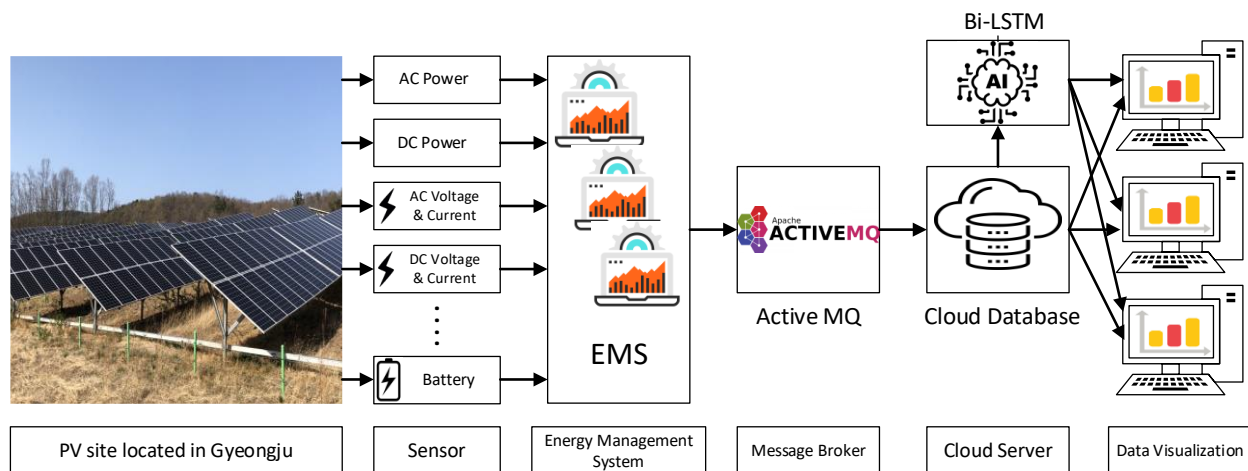 Bi-LSTM
AI
AC Power
DC Power
AC Voltage
& Current
DC Voltage
& Current
Battery
EMS
Apache
ACTIVEMQ
Active MQ
Cloud Database
PV site located in Gyeongju
Sensor
Energy Management
System
Message Broker
Cloud Server
Data Visualization